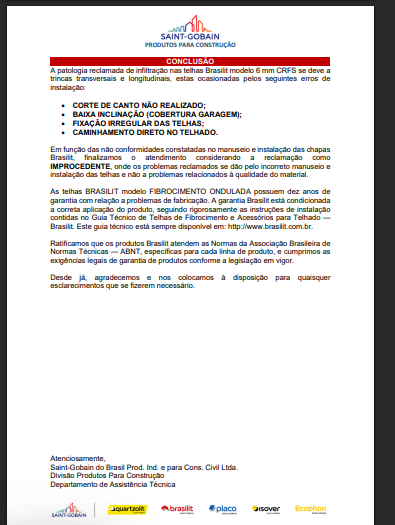 SAINT-GOBAIN
PRODUTOS PARA CONSTRUÇÃO
CONCLUSÃO
A patologia reclamada de infiltração nas telhas Brasilit modelo 6 mm CRFS se deve a
trincas transversais e longitudinais, estas ocasionadas pelos seguintes erros de
instalação:
• CORTE DE CANTO NÃO REALIZADO;
• BAIXA INCLINAÇÃO (COBERTURA GARAGEM);
• FIXAÇÃO IRREGULAR DAS TELHAS;
• CAMINHAMENTO DIRETO NO TELHADO.
Em função das não conformidades constatadas no manuseio e instalação das chapas
Brasilit, finalizamos o atendimento considerando a reclamação como
IMPROCEDENTE, onde os problemas reclamados se dão pelo incorreto manuseio e
instalação das telhas e não a problemas relacionados à qualidade do material.
As telhas BRASILIT modelo FIBROCIMENTO ONDULADA possuem dez anos de
garantia com relação a problemas de fabricação. A garantia Brasilit está condicionada
a correta aplicação do produto, seguindo rigorosamente as instruções de instalação
contidas no Guia Técnico de Telhas de Fibrocimento e Acessórios para Telhado —
Brasilit. Este guia técnico está sempre disponível em: http://www.brasilit.com.br.
Ratificamos que os produtos Brasilit atendem as Normas da Associação Brasileira de
Normas Técnicas — ABNT, específicas para cada linha de produto, e cumprimos as
exigências legais de garantia de produtos conforme a legislação em vigor.
Desde já, agradecemos e nos colocamos à disposição para quaisquer
esclarecimentos que se fizerem necessário.
Atenciosamente,
Saint-Gobain do Brasil Prod. Ind. e para Cons. Civil Ltda.
Divisão Produtos Para Construção
Departamento de Assistência Técnica
SAINT-GOBAIN quartzolit brasilit placo isover Ecophon